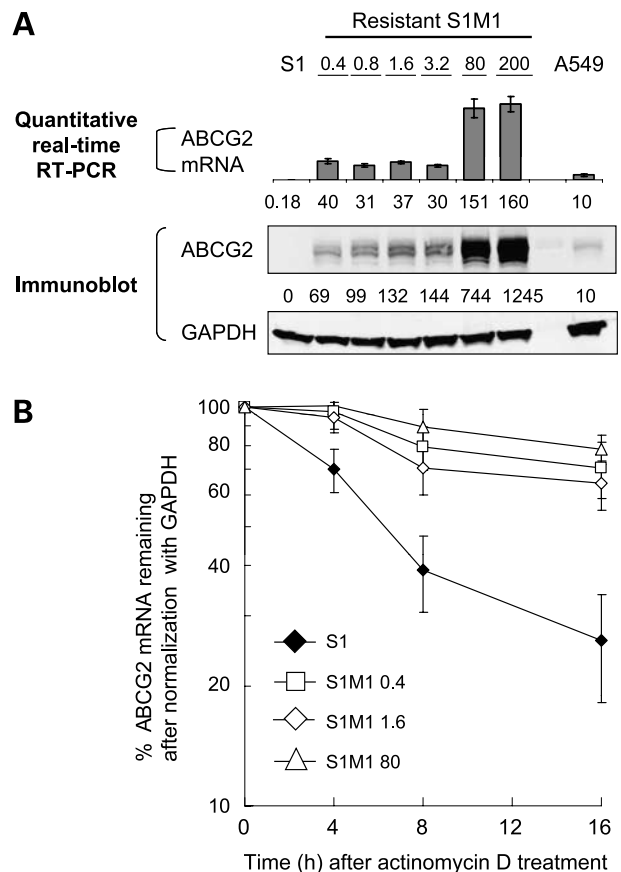 A
Resistant S1M1
S1 0.4 0.8 1.6 3.2 80 200 A549
Quantitative
real-time
RT-PCR
ABCG2
mRNA
0.18 40 31 37 30 151 160 10
Immunoblot
ABCG2
0 69 99 132 144 744 1245 10
GAPDH
B
% ABCG2 mRNA remaining
after normalization with GAPDH
100
80
60
40
20
10
S1
S1M1 0.4
S1M1 1.6
S1M1 80
0 4 8 12 16
Time (h) after actinomycin D treatment